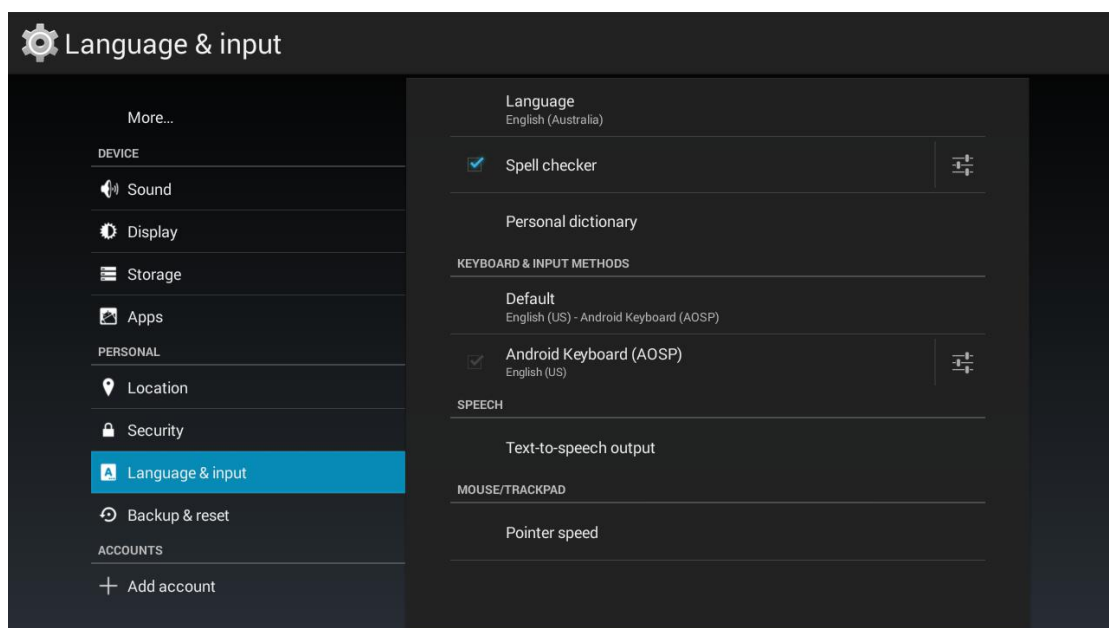 Language & input
More...
DEVICE
Sound
Display
Storage
Apps
PERSONAL
Location
Security
Language & input
Backup & reset
ACCOUNTS
Add account
Language
English (Australia)
Spell checker
Personal dictionary
KEYBOARD & INPUT METHODS
Default
English (US) - Android Keyboard (AOSP)
Android Keyboard (AOSP)
English (US)
SPEECH
Text-to-speech output
MOUSE/TRACKPAD
Pointer speed